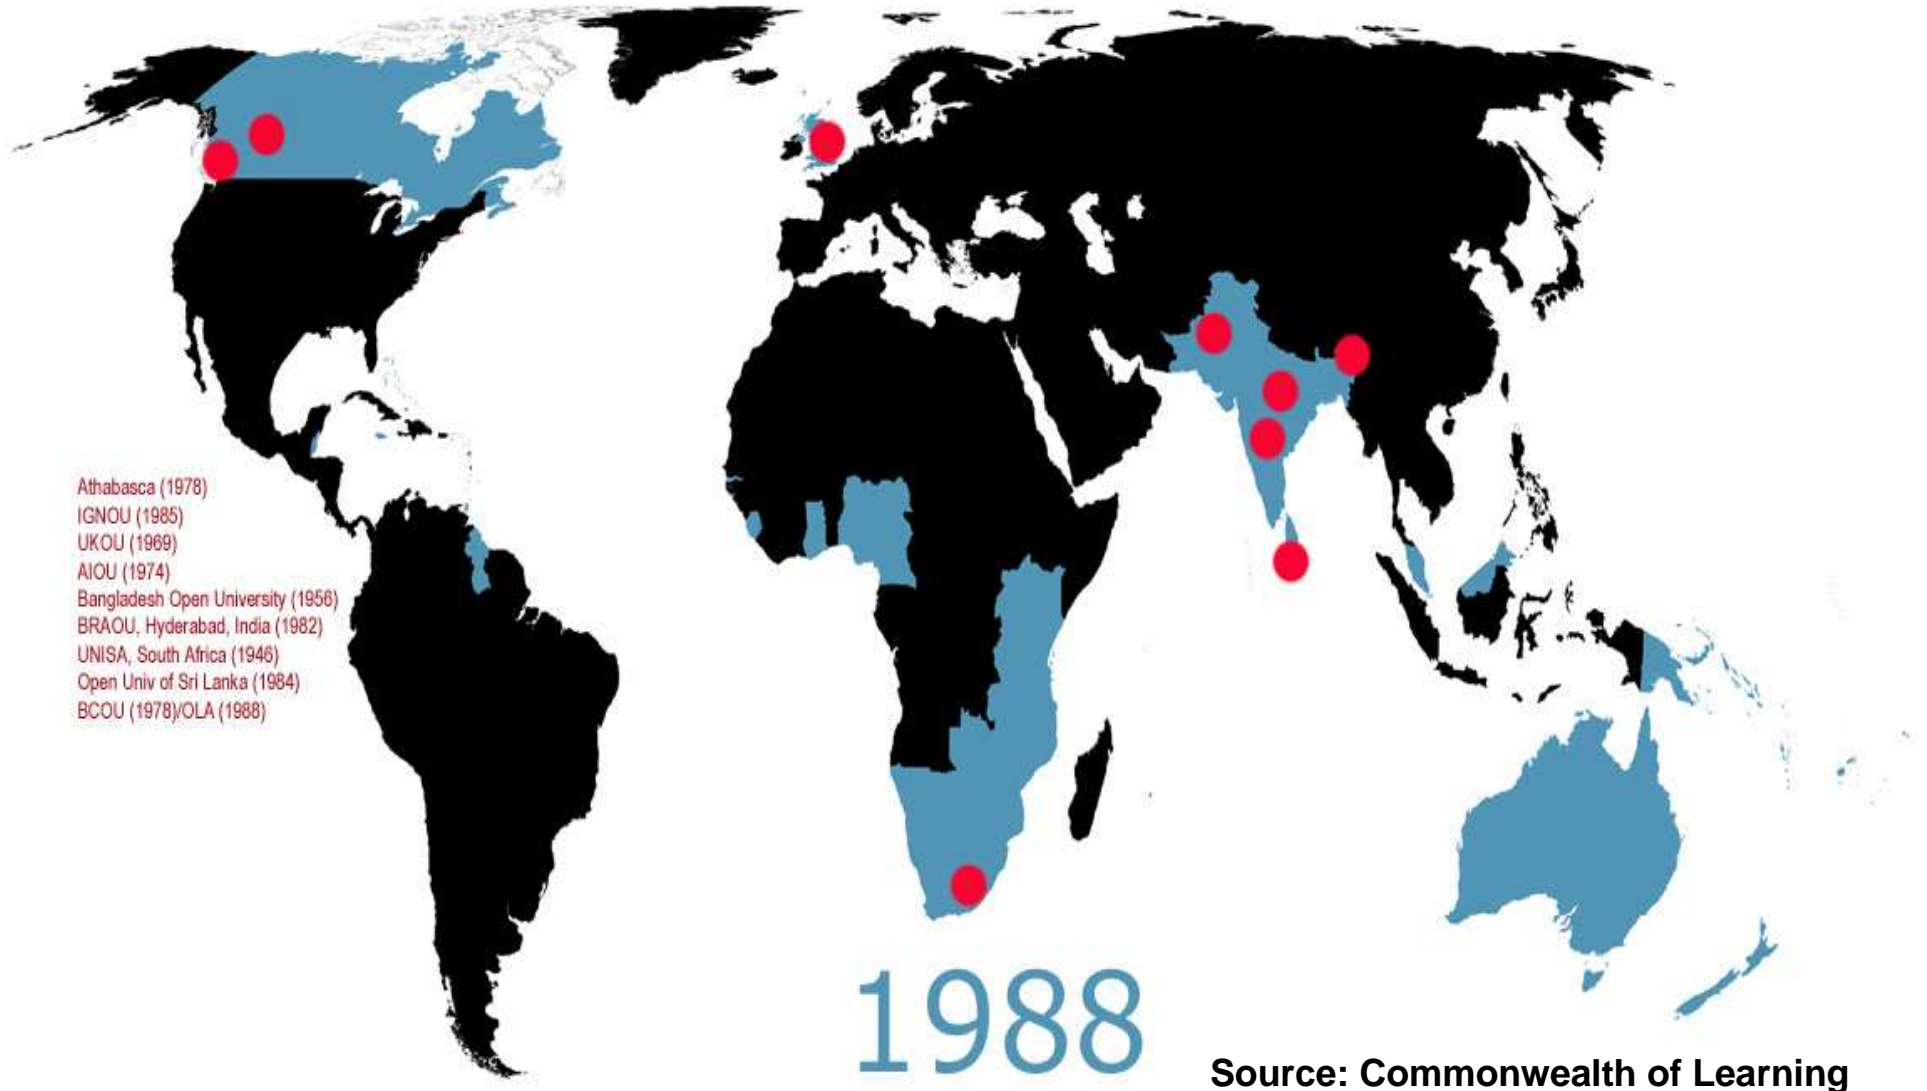 Athabasca (1978)
IGNOU (1985)
UKOU (1969)
AIOU (1974)
Bangladesh Open University (1956)
BRAOU, Hyderabad, India (1982)
UNISA, South Africa (1946)
Open Univ of Sri Lanka (1984)
BCOU (1978)/OLA (1988)
1988
Source: Commonwealth of Learning